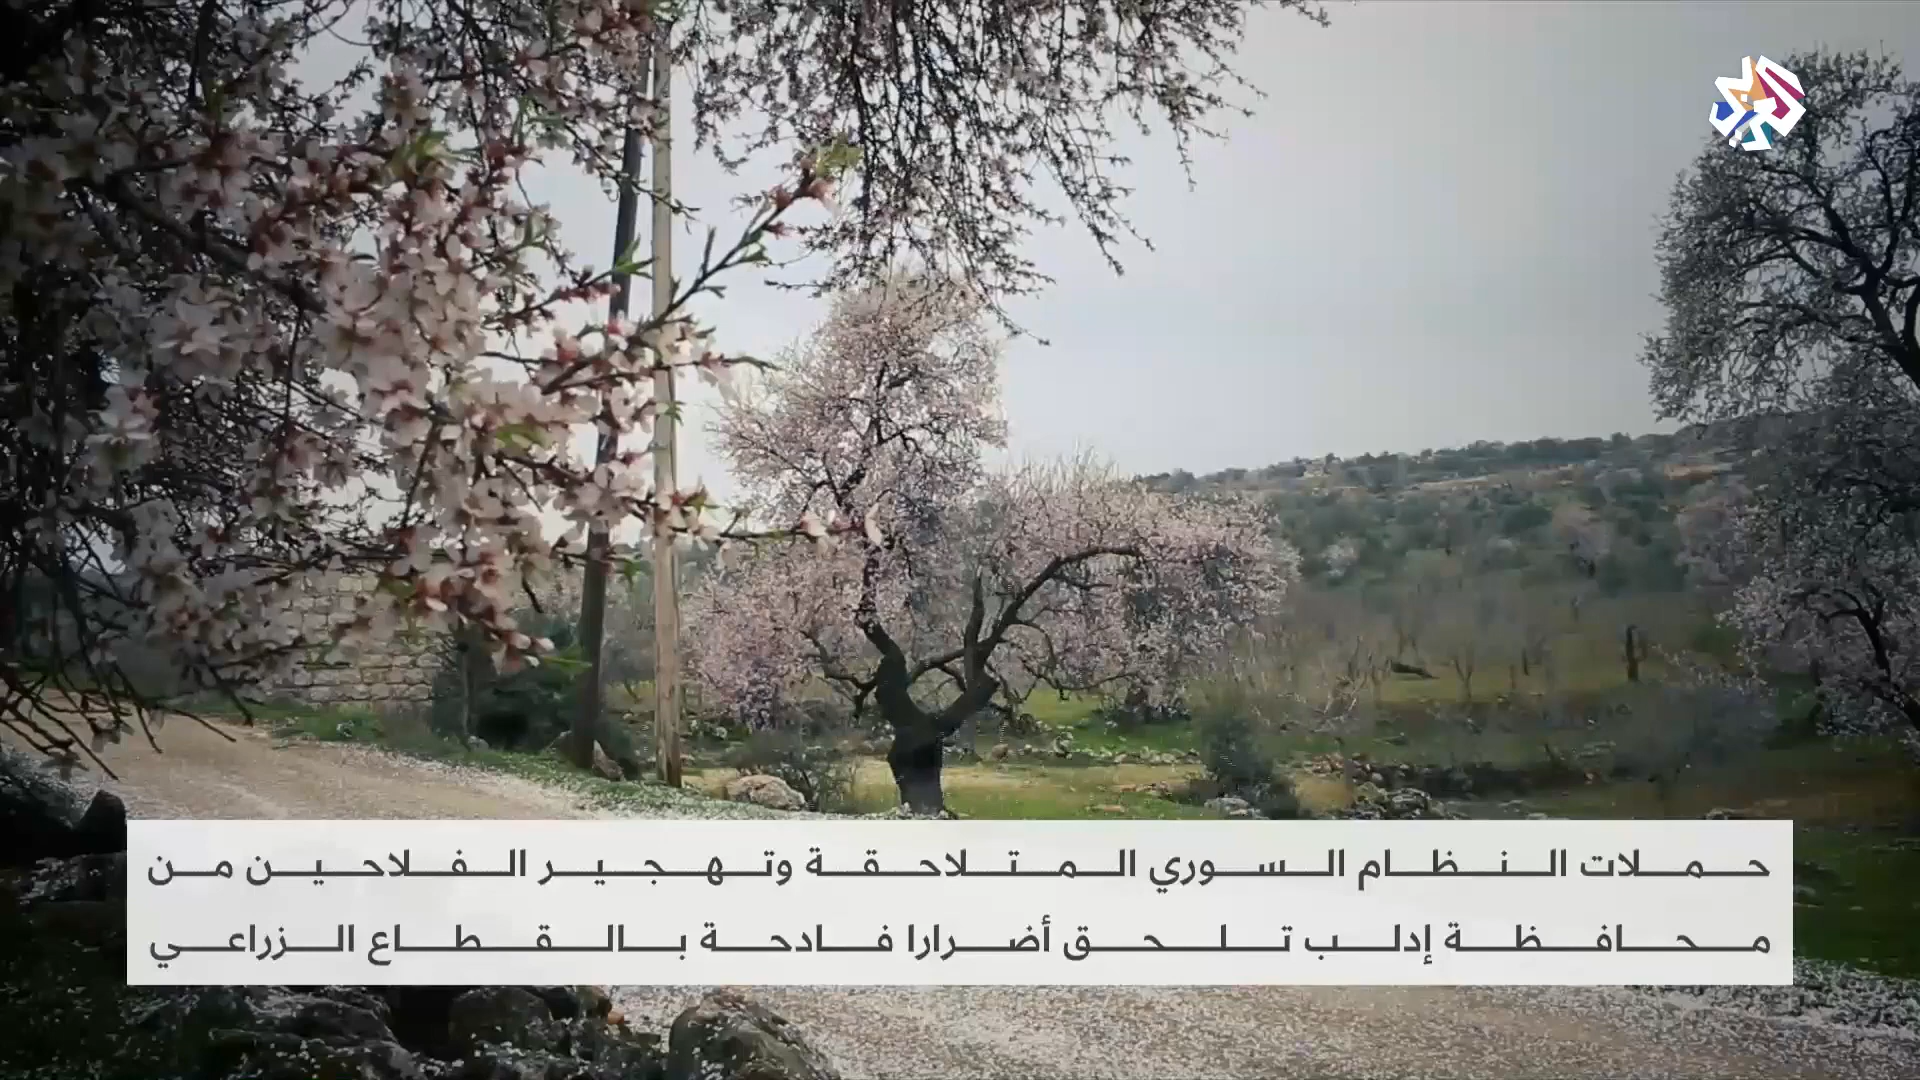 حملات النظام السوري المتلاحقة وتهجير الفلاحين من
محافظة إدلب تلحق أضرارا فادحة بالقطاع الزراعي